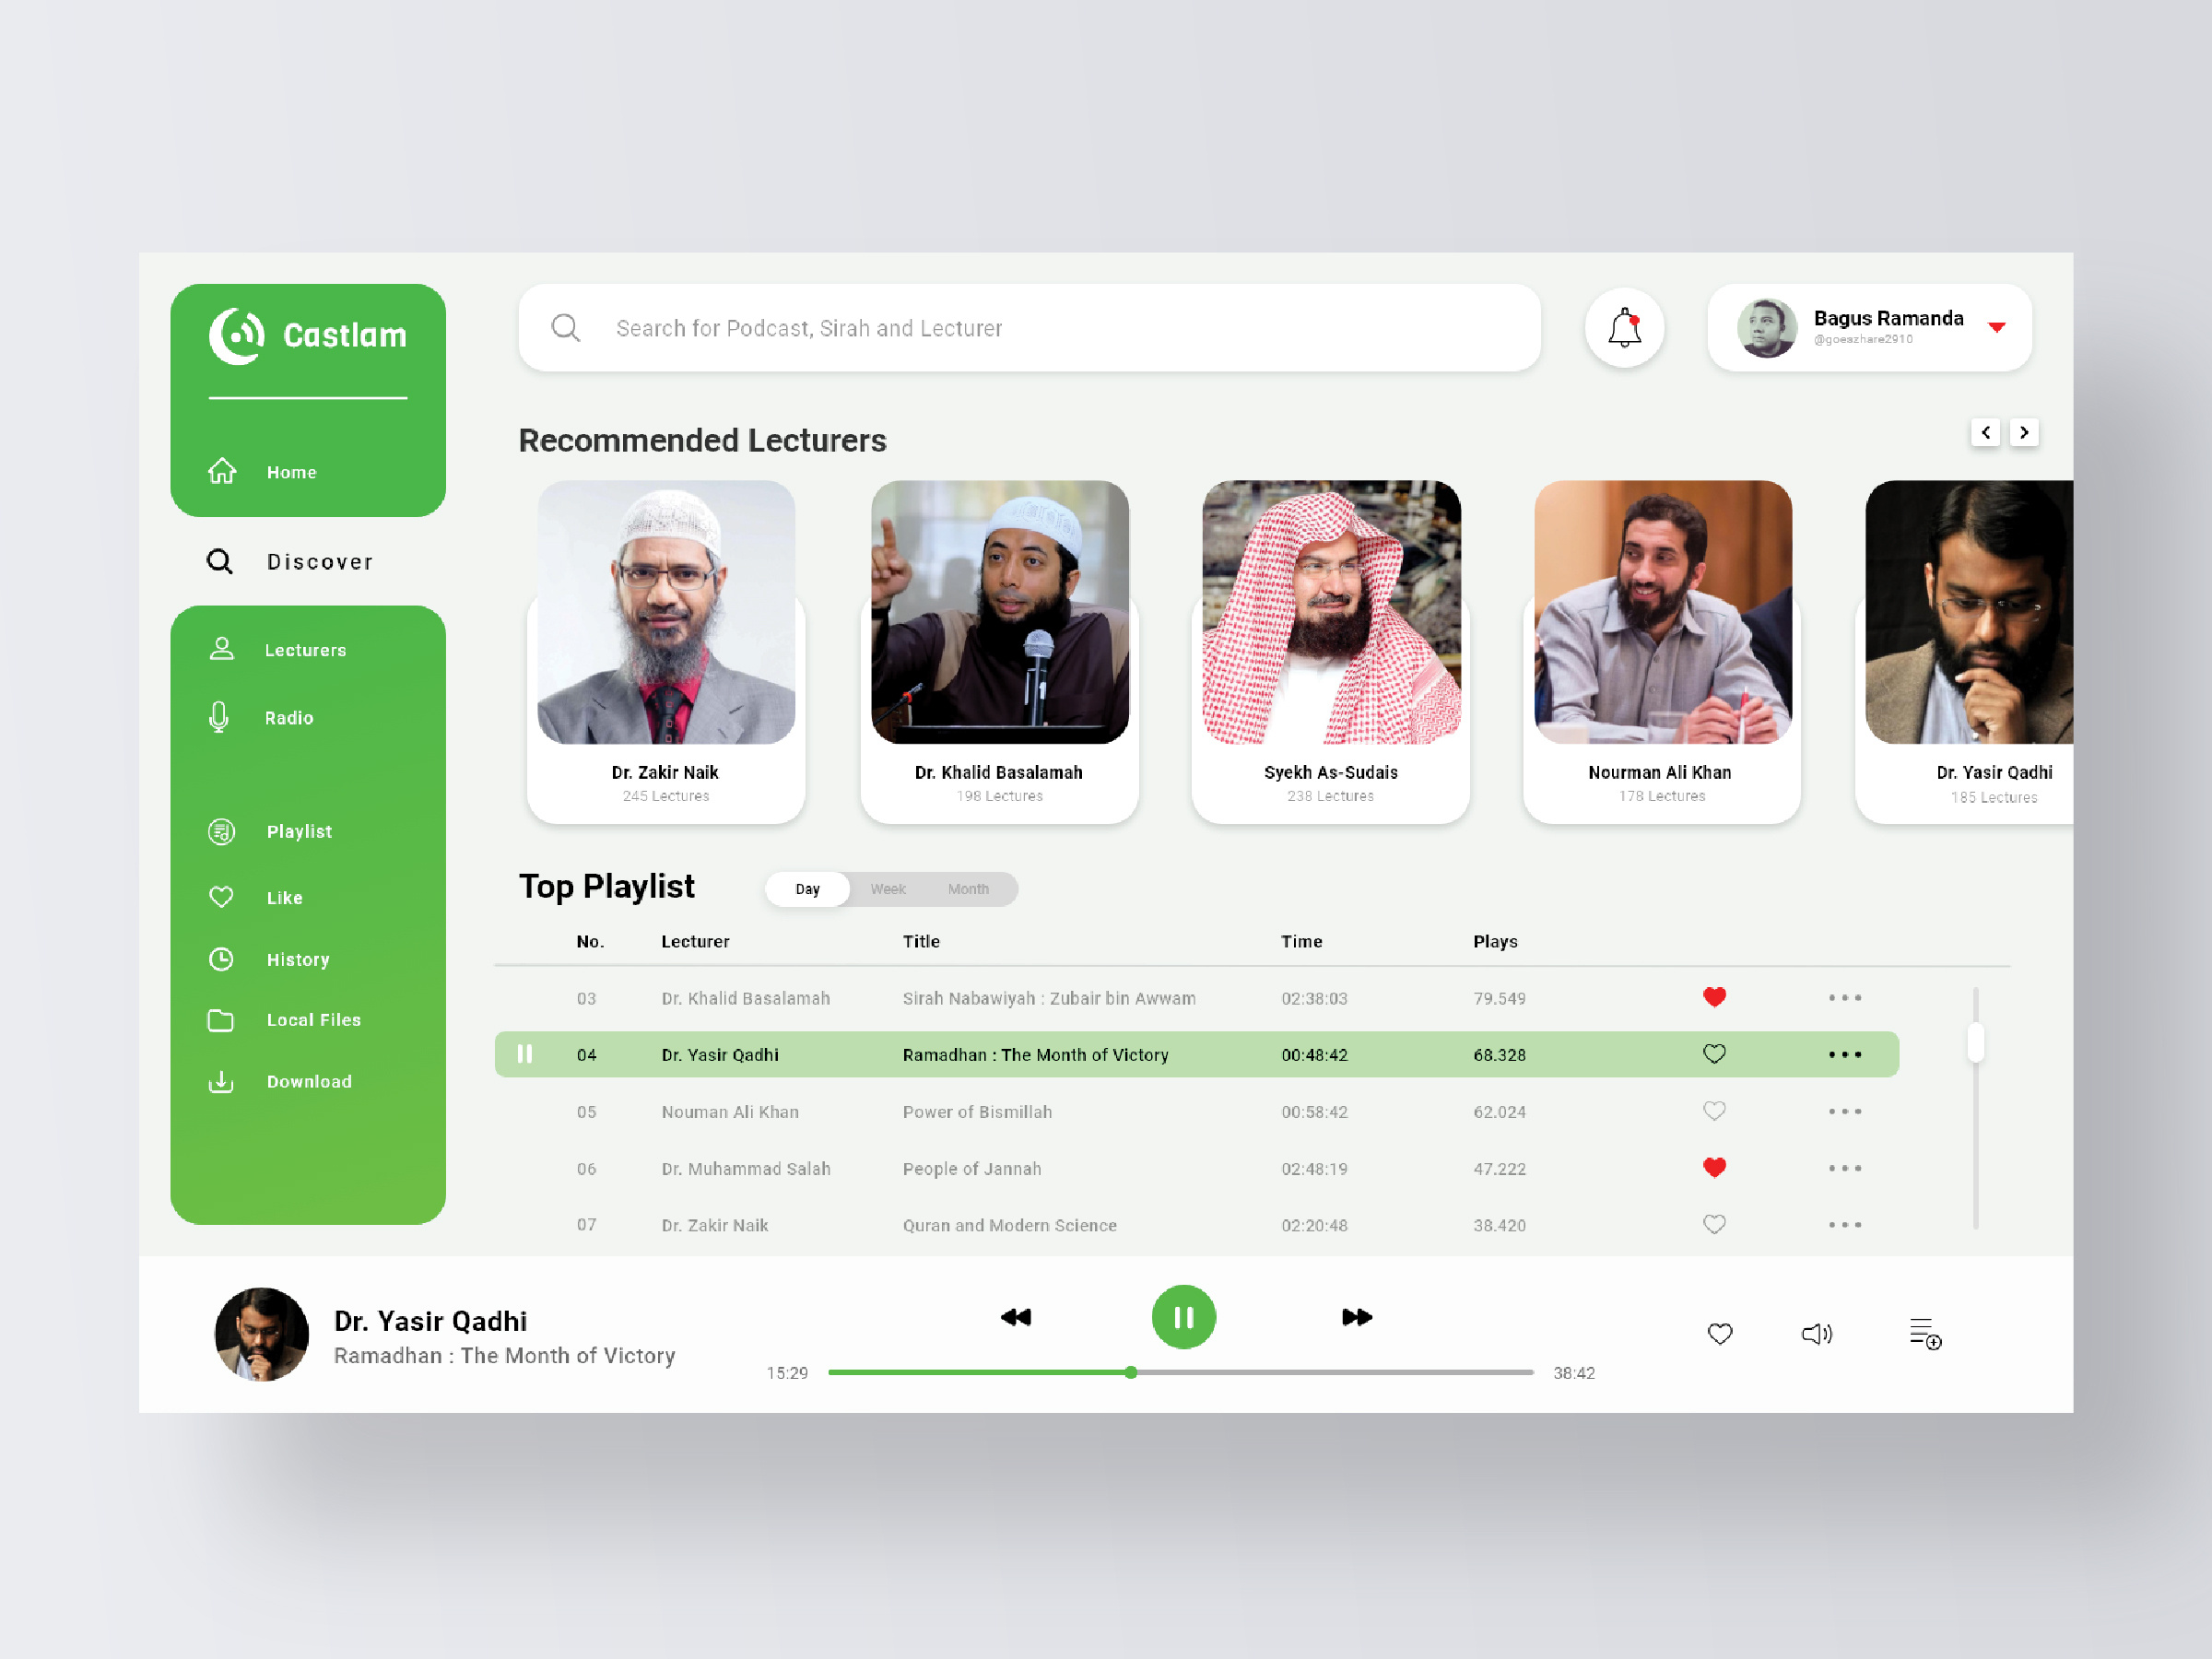 Castlam
Home
Discover
Lecturers
Radio
Playlist
Like
History
Local Files
Download
Search for Podcast, Sirah and Lecturer
Bagus Ramanda
@goeazhare2910
Recommended Lecturers
Dr. Zakir Naik
245 Lectures
Dr. Khalid Basalamah
198 Lectures
Syekh As-Sudais
238 Lectures
Nourman Ali Khan
178 Lectures
Dr. Yasir Qadhi
185 Lectures
Top Playlist Day Week Month
No. Lecturer Title Time Plays
03 Dr. Khalid Basalamah Sirah Nabawiyah : Zubair bin Awwam 02:38:03 79.549
04 Dr. Yasir Qadhi Ramadhan : The Month of Victory 00:48:42 68.328
05 Nouman Ali Khan Power of Bismillah 00:58:42 62.024
06 Dr. Muhammad Salah People of Jannah 02:48:19 47.222
07 Dr. Zakir Naik Quran and Modern Science 02:20:48 38.420
Dr. Yasir Qadhi
Ramadhan : The Month of Victory
15:29 38:42